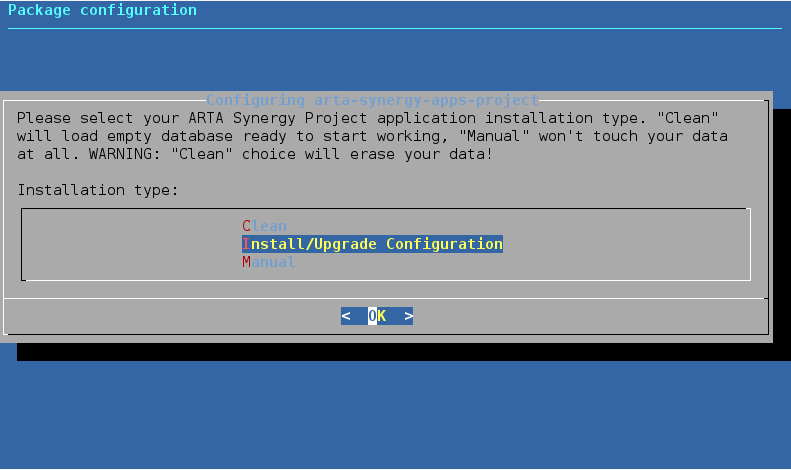 Package configuration
Configuring arta-synergy-apps-project
Please select your ARTA Synergy Project application installation type. "Clean"
will load empty database ready to start working, "Manual" won't touch your data
at all. WARNING: "Clean" choice will erase your data!
Installation type:
Clean
Install/Upgrade Configuration
Manual
<  OK  >